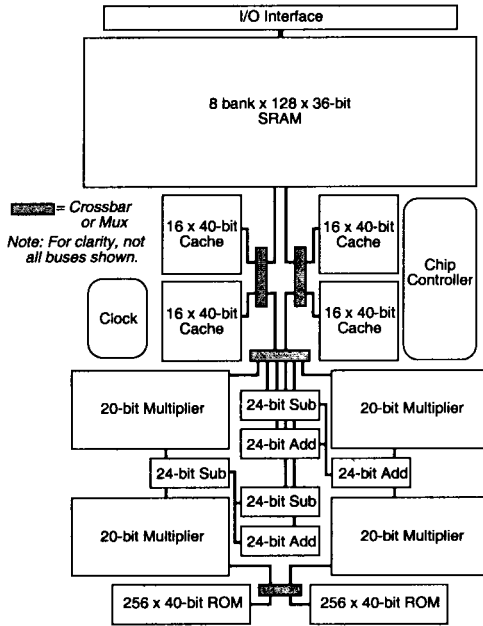 I/O Interface
8 bank x 128 x 36-bit
SRAM
= Crossbar
or Mux
Note: For clarity, not
all buses shown.
16 x 40-bit
Cache
16 x 40-bit
Cache
Chip
Controller
Clock
16 x 40-bit
Cache
16 x 40-bit
Cache
20-bit Multiplier
24-bit Sub
20-bit Multiplier
24-bit Add
24-bit Sub
24-bit Add
20-bit Multiplier
24-bit Sub
20-bit Multiplier
24-bit Add
256 x 40-bit ROM
256 x 40-bit ROM